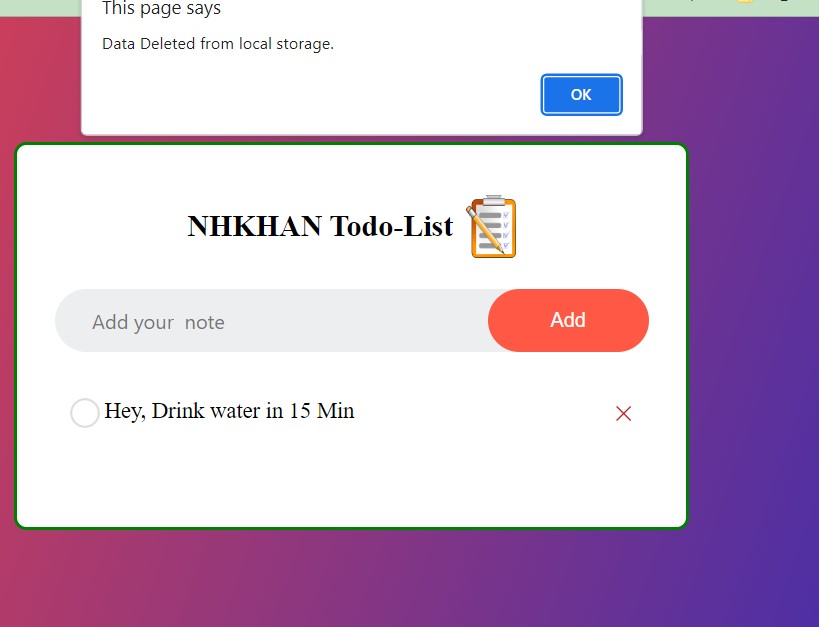 This page says
Data Deleted from local storage.
OK
NHKHAN Todo-List
Add your  note
Add
Hey, Drink water in 15 Min